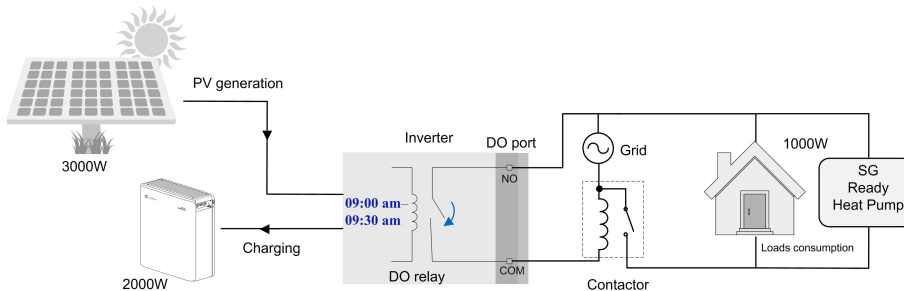 PV generation
3000W
Inverter
DO port
NO
Grid
1000W
SG
Ready
Heat Pump
09:00 am–
09:30 am
Charging
2000W
DO relay
COM
Contactor
Loads consumption